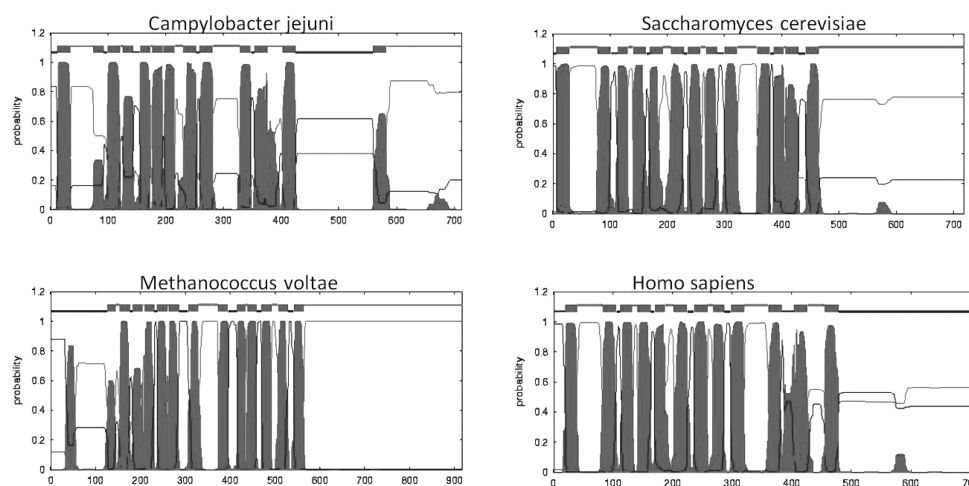 Campylobacter jejuni
1.2
1
0.8
0.6
0.4
0.2
0
probability
0 100 200 300 400 500 600 700
Saccharomyces cerevisiae
1.2
1
0.8
0.6
0.4
0.2
0
probability
0 100 200 300 400 500 600 700
Methanococcus voltae
1.2
1
0.8
0.6
0.4
0.2
0
probability
0 100 200 300 400 500 600 700 800 900
Homo sapiens
1.2
1
0.8
0.6
0.4
0.2
0
probability
0 100 200 300 400 500 600 700